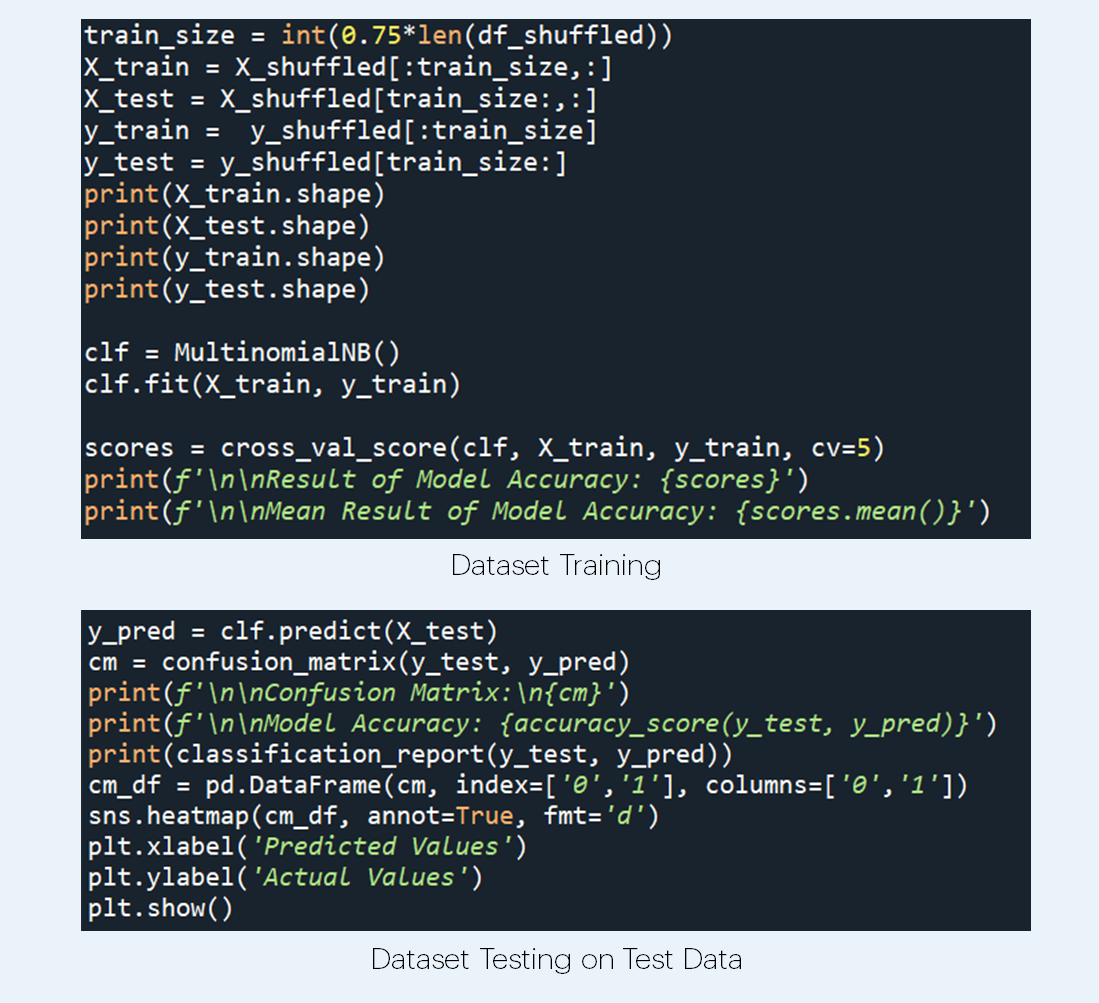 train_size = int(0.75*len(df_shuffled))
X_train = X_shuffled[:train_size,:]
X_test = X_shuffled[train_size:,:]
y_train =  y_shuffled[:train_size]
y_test = y_shuffled[train_size:]
print(X_train.shape)
print(X_test.shape)
print(y_train.shape)
print(y_test.shape)
clf = MultinomialNB()
clf.fit(X_train, y_train)
scores = cross_val_score(clf, X_train, y_train, cv=5)
print(f'\n\nResult of Model Accuracy: {scores}')
print(f'\n\nMean Result of Model Accuracy: {scores.mean()}')
Dataset Training
y_pred = clf.predict(X_test)
cm = confusion_matrix(y_test, y_pred)
print(f'\n\nConfusion Matrix:\n{cm}')
print(f'\n\nModel Accuracy: {accuracy_score(y_test, y_pred)}')
print(classification_report(y_test, y_pred))
cm_df = pd.DataFrame(cm, index=['0','1'], columns=['0','1'])
sns.heatmap(cm_df, annot=True, fmt='d')
plt.xlabel('Predicted Values')
plt.ylabel('Actual Values')
plt.show()
Dataset Testing on Test Data